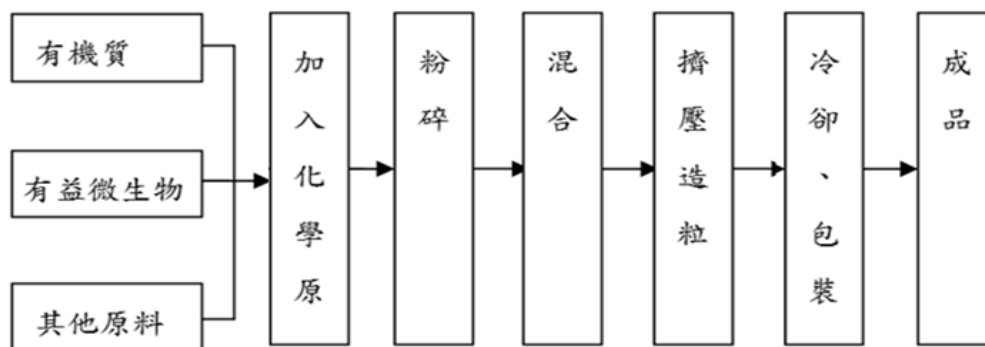 有機質
有益微生物
其他原料
加入化學原
粉碎
混合
擠壓造粒
冷卻、包裝
成品